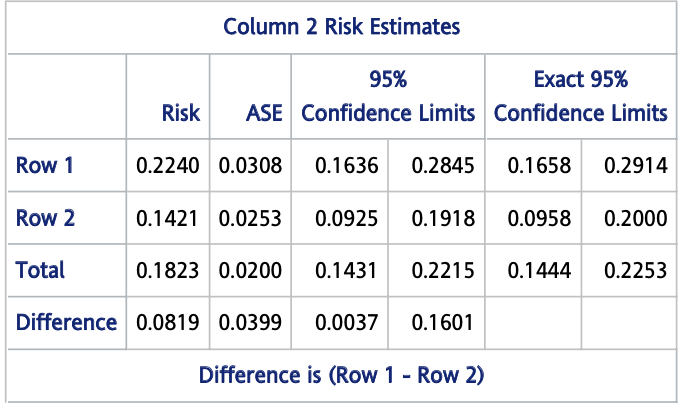 Column 2 Risk Estimates
Risk ASE 95% Confidence Limits Exact 95% Confidence Limits
Row 1 0.2240 0.0308 0.1636 0.2845 0.1658 0.2914
Row 2 0.1421 0.0253 0.0925 0.1918 0.0958 0.2000
Total 0.1823 0.0200 0.1431 0.2215 0.1444 0.2253
Difference 0.0819 0.0399 0.0037 0.1601
Difference is (Row 1 - Row 2)